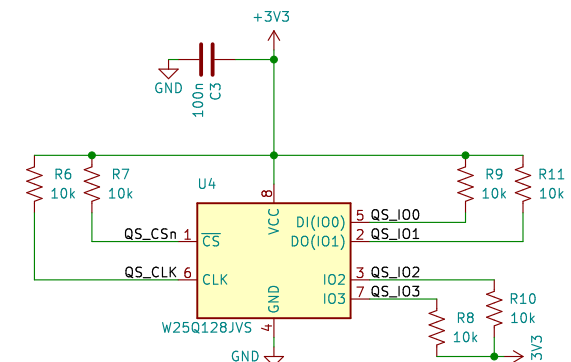 +3V3
GND
100n
C3
R6
10k
R7
10k
R9
10k
R11
10k
U4
8
VCC
QS_CSn 1 CS
DI(IO0) 5 QS_IO0
DO(IO1) 2 QS_IO1
QS_CLK 6 CLK
IO2 3 QS_IO2
IO3 7 QS_IO3
GND
4
W25Q128JVS
R10
10k
R8
10k
GND
3V3